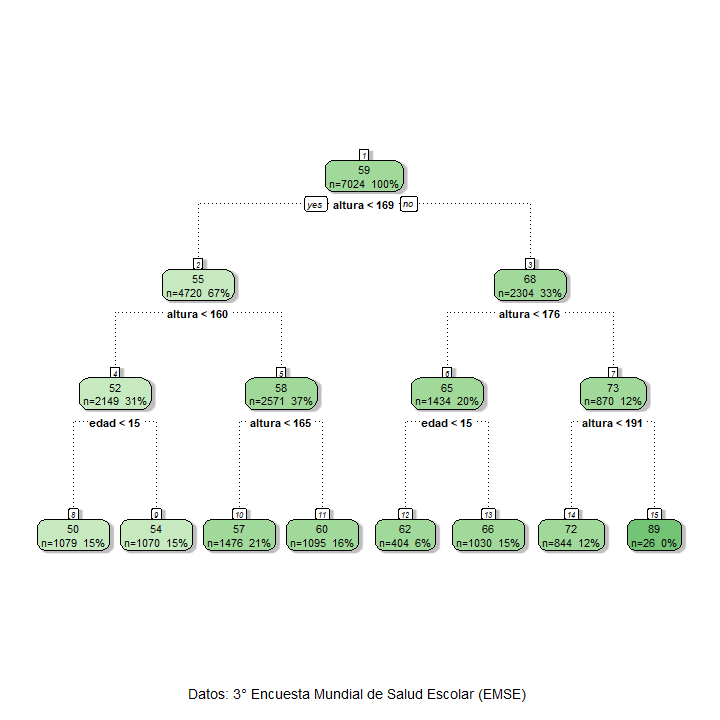 1
59
n=7024 100%
yes altura < 169 no
2
55
n=4720 67%
3
68
n=2304 33%
altura < 160
altura < 176
4
52
n=2149 31%
5
58
n=2571 37%
6
65
n=1434 20%
7
73
n=870 12%
edad < 15
altura < 165
edad < 15
altura < 191
8
50
n=1079 15%
9
54
n=1070 15%
10
57
n=1476 21%
11
60
n=1095 16%
12
62
n=404 6%
13
66
n=1030 15%
14
72
n=844 12%
15
89
n=26 0%
Datos: 3° Encuesta Mundial de Salud Escolar (EMSE)